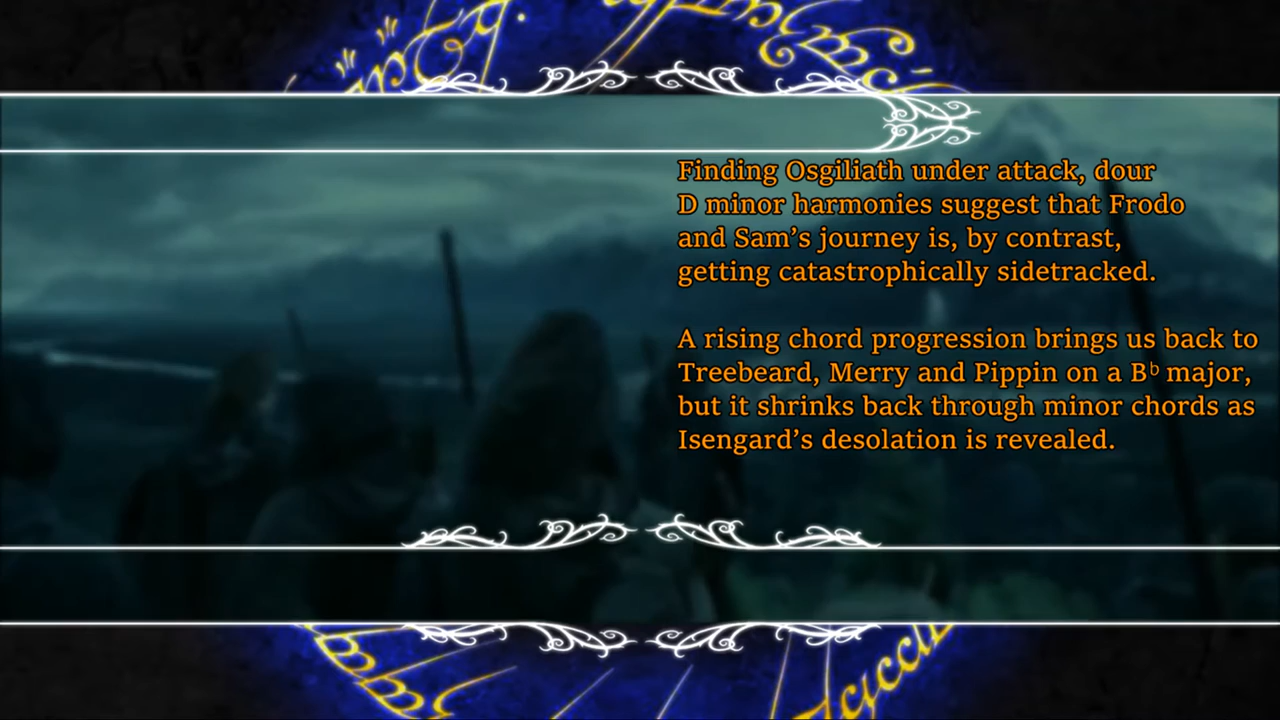 Finding Osgiliath under attack, dour
D minor harmonies suggest that Frodo
and Sam’s journey is, by contrast,
getting catastrophically sidetracked.
A rising chord progression brings us back to
Treebeard, Merry and Pippin on a B♭ major,
but it shrinks back through minor chords as
Isengard’s desolation is revealed.